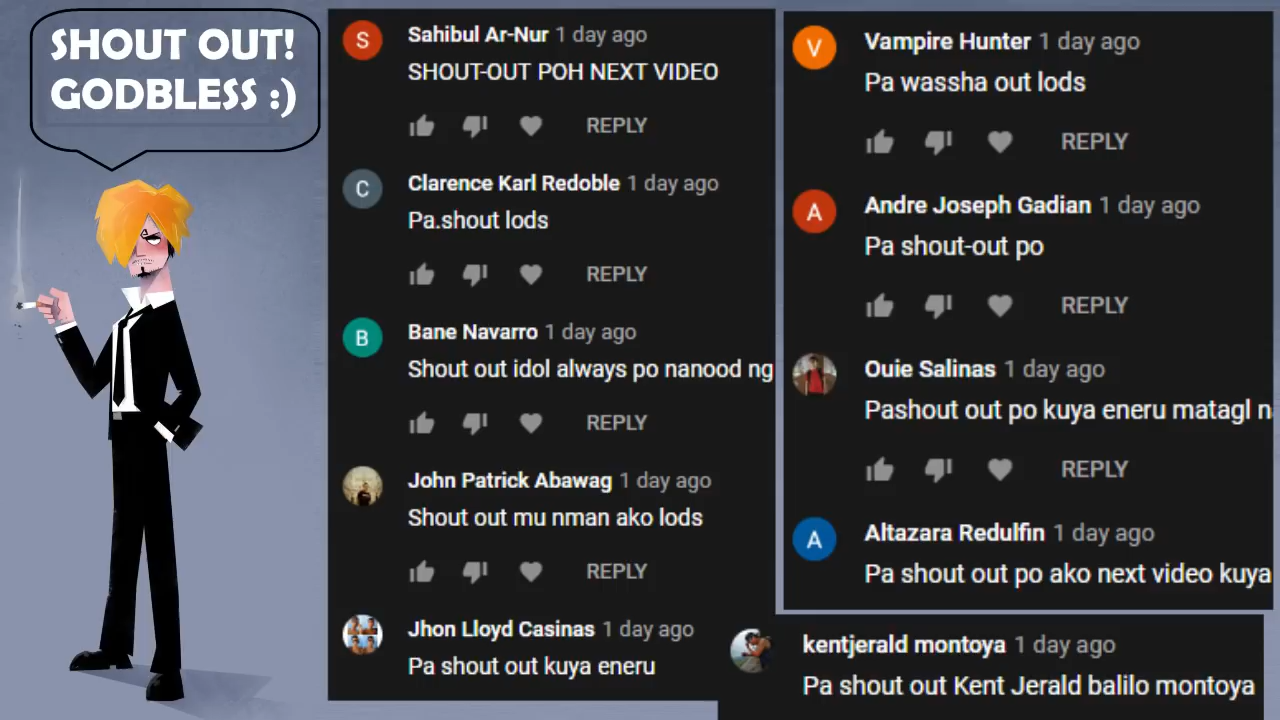 SHOUT OUT!
GODBLESS :)
S
Sahibul Ar-Nur 1 day ago
SHOUT-OUT POH NEXT VIDEO
REPLY
C
Clarence Karl Redoble 1 day ago
Pa.shout lods
REPLY
B
Bane Navarro 1 day ago
Shout out idol always po nanood ng
REPLY
John Patrick Abawag 1 day ago
Shout out mu nman ako lods
REPLY
Jhon Lloyd Casinas 1 day ago
Pa shout out kuya eneru
V
Vampire Hunter 1 day ago
Pa wassha out lods
REPLY
A
Andre Joseph Gadian 1 day ago
Pa shout-out po
REPLY
Ouie Salinas 1 day ago
Pashout out po kuya eneru matagl n
REPLY
A
Altazara Redulfin 1 day ago
Pa shout out po ako next video kuya
kentjerald montoya 1 day ago
Pa shout out Kent Jerald balilo montoya